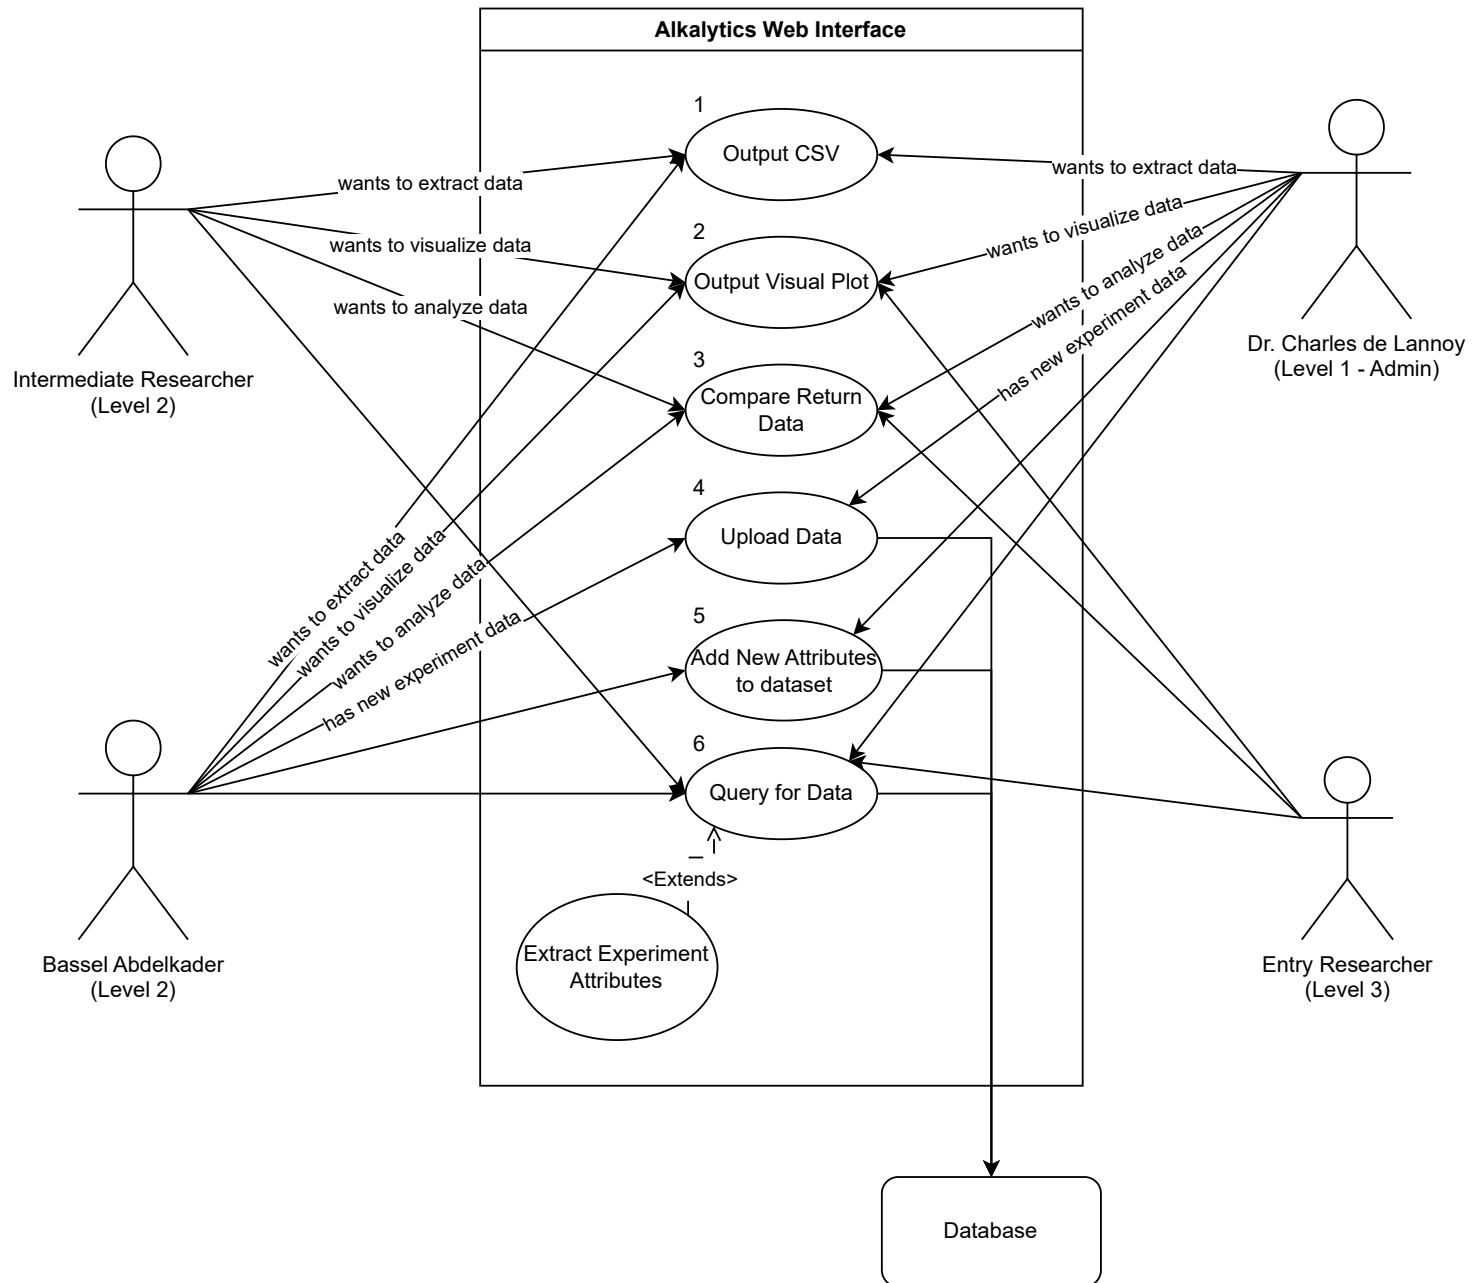 Alkalytics Web Interface
1
Output CSV
wants to extract data
wants to extract data
2
Output Visual Plot
wants to visualize data
wants to visualize data
wants to analyze data
wants to analyze data
has new experiment data
3
Compare Return
Data
Intermediate Researcher
(Level 2)
Dr. Charles de Lannoy
(Level 1 - Admin)
4
Upload Data
wants to extract data
wants to visualize data
wants to analyze data
has new experiment data
5
Add New Attributes
to dataset
6
Query for Data
<Extends>
Extract Experiment
Attributes
Bassel Abdelkader
(Level 2)
Entry Researcher
(Level 3)
Database